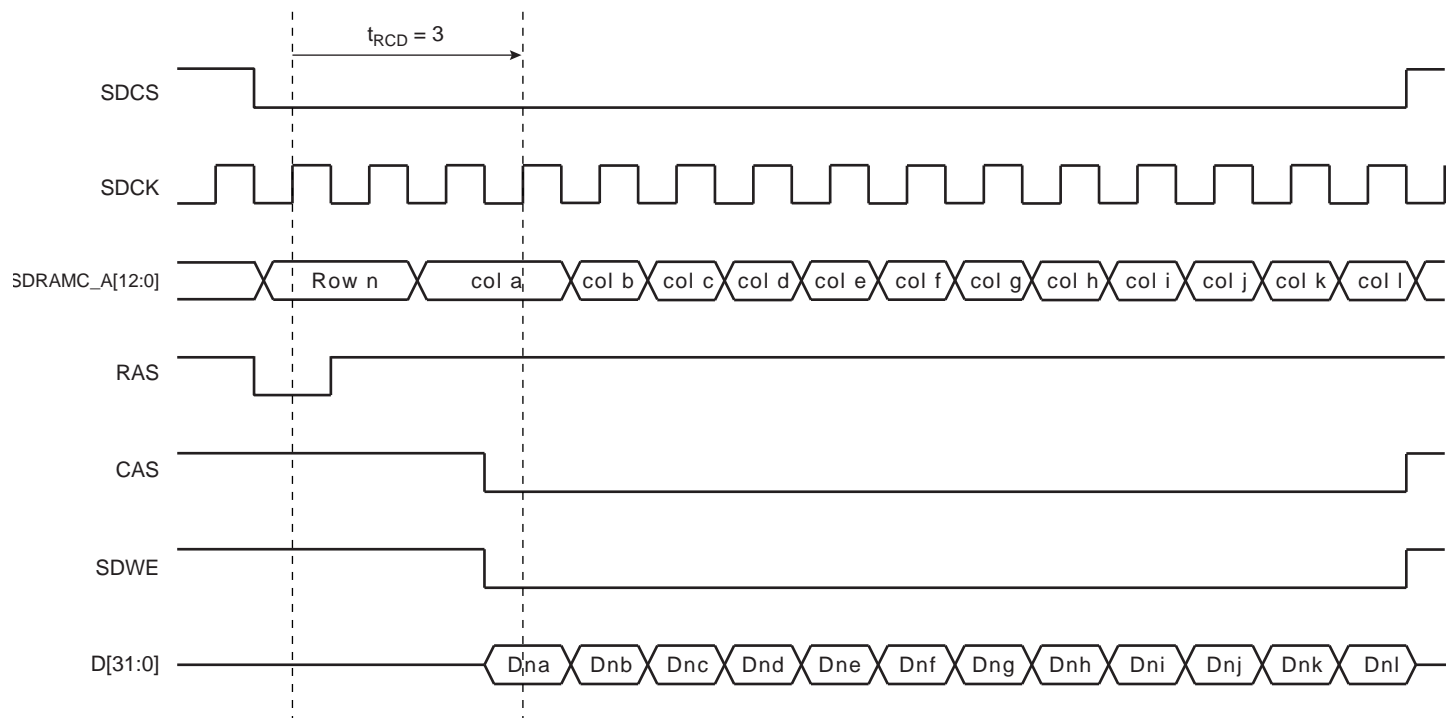 tRCD = 3
SDCS
SDCK
SDRAMC_A[12:0] Row n col a col b col c col d col e col f col g col h col i col j col k col l
RAS
CAS
SDWE
D[31:0] Dna Dnb Dnc Dnd Dne Dnf Dng Dnh Dni Dnj Dnk Dnl